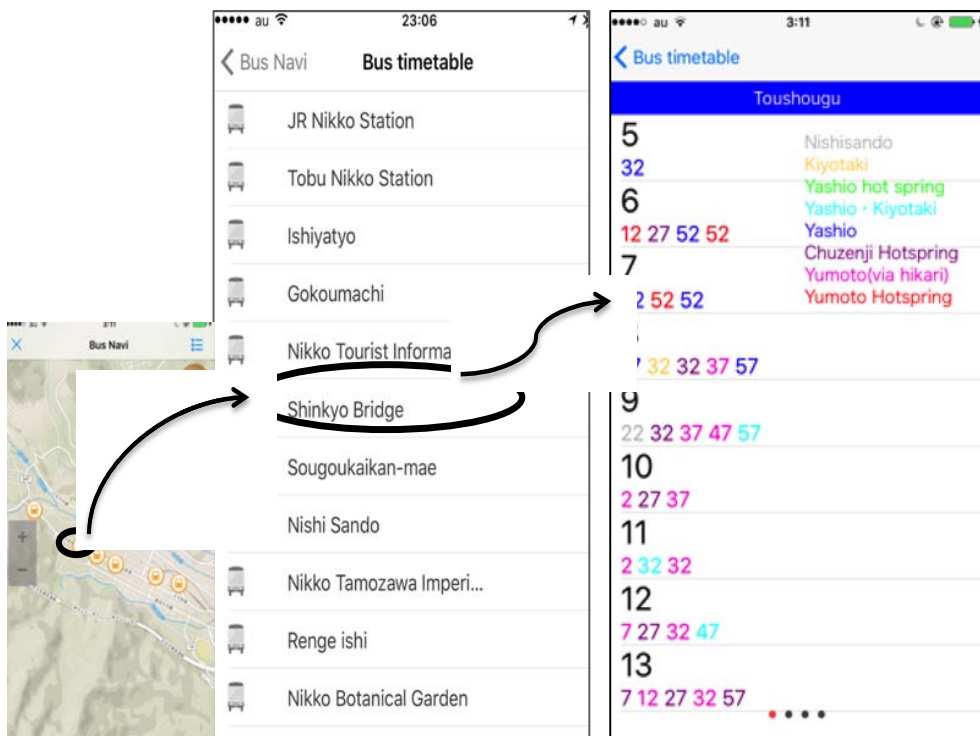 au
3:11
Bus Navi
+
−
au
23:06
Bus Navi
Bus timetable
JR Nikko Station
Tobu Nikko Station
Ishiyatyo
Gokoumachi
Nikko Tourist Informa
Shinkyo Bridge
Sougoukaikan-mae
Nishi Sando
Nikko Tamozawa Imperi...
Renge ishi
Nikko Botanical Garden
au
3:11
Bus timetable
Toushougu
5
32
6
12 27 52 52
7
52 52
32 32 37 57
9
22 32 37 47 57
10
2 27 37
11
2 32 32
12
7 27 32 47
13
7 12 27 32 57
Nishisando
Kiyotaki
Yashio hot spring
Yashio・Kiyotaki
Yashio
Chuzenji Hotspring
Yumoto(via hikari)
Yumoto Hotspring